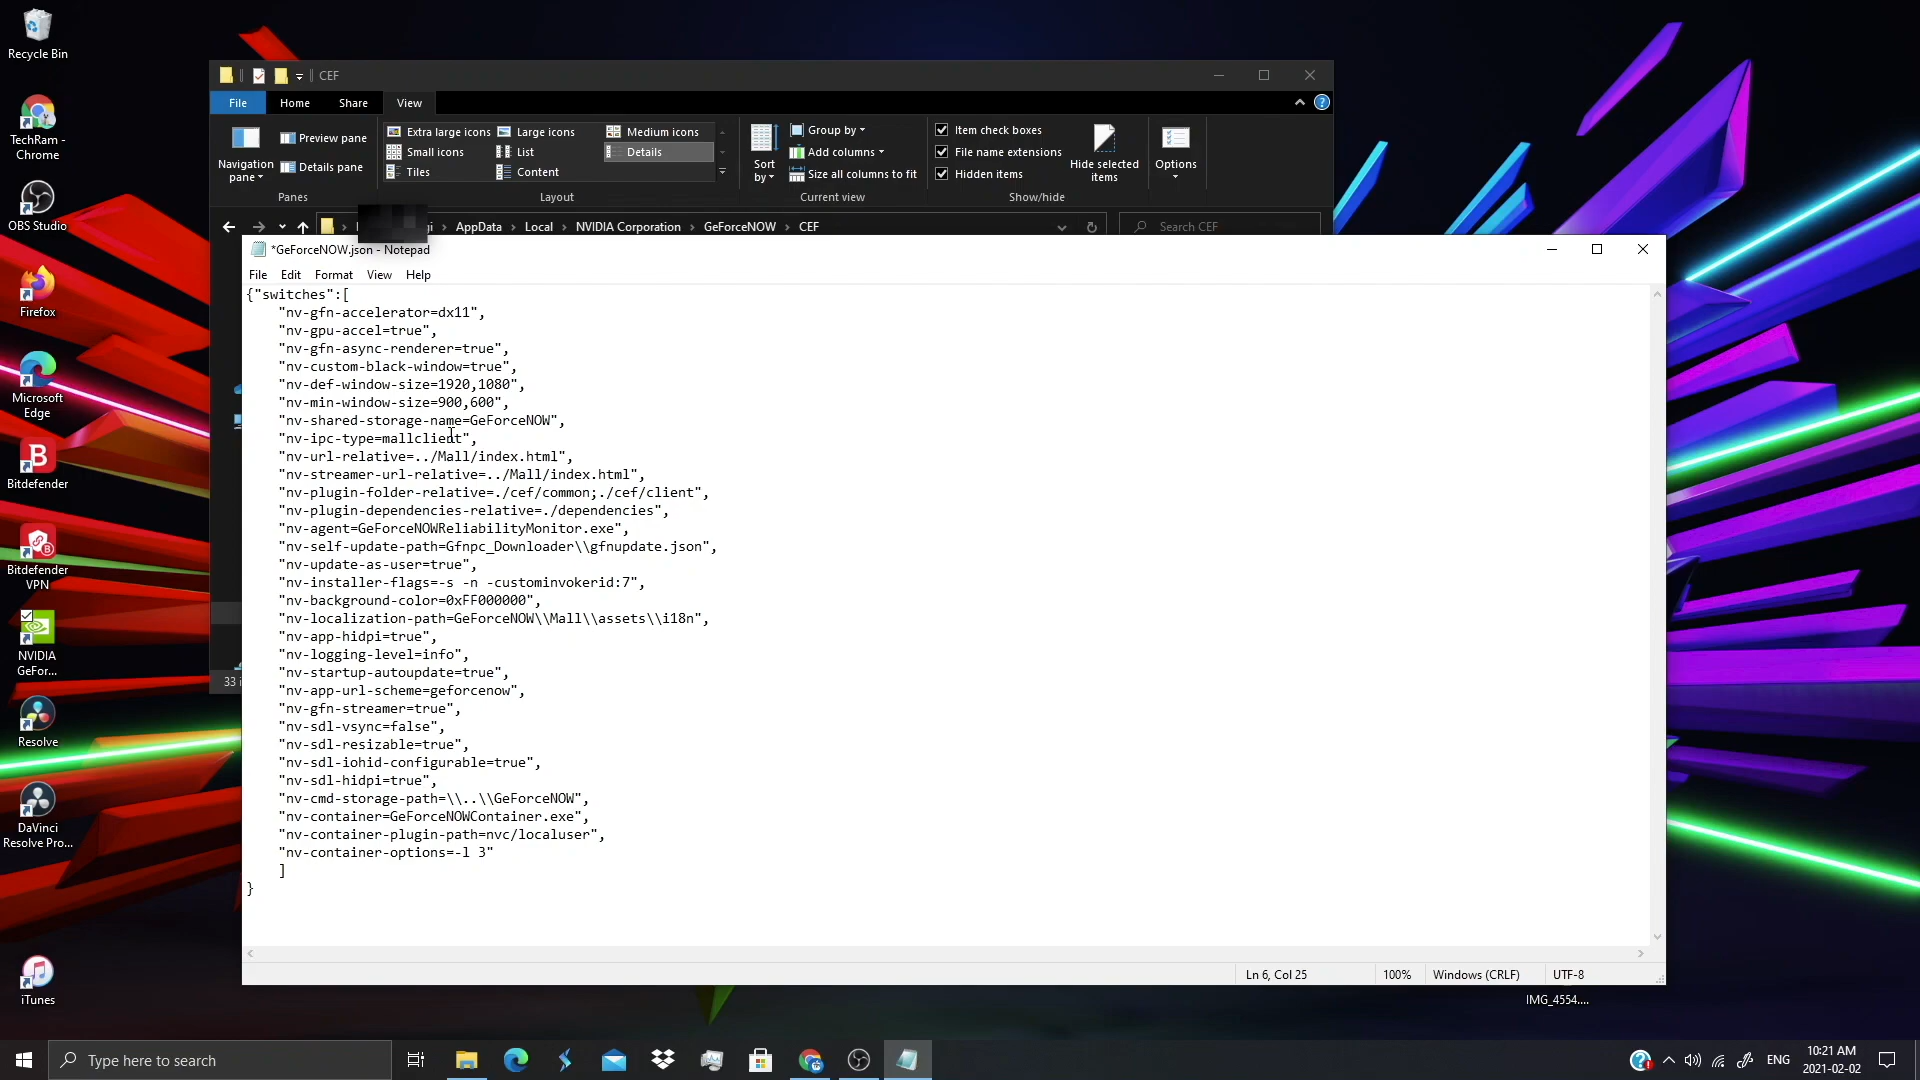 Recycle Bin
TechRam -
Chrome
OBS Studio
Firefox
Microsoft
Edge
Bitdefender
Bitdefender
VPN
NVIDIA
GeFor...
Resolve
DaVinci
Resolve Pro...
iTunes
CEF
File Home Share View
Navigation
pane
Preview pane
Details pane
Panes
Extra large icons Large icons Medium icons
Small icons List Details
Tiles Content
Layout
Sort
by
Group by
Add columns
Size all columns to fit
Current view
Item check boxes
File name extensions
Hidden items
Hide selected
items
Show/hide
Options
AppData > Local > NVIDIA Corporation > GeForceNOW > CEF
Search CEF
33 i
*GeForceNOW.json - Notepad
File Edit Format View Help
{"switches":[
"nv-gfn-accelerator=dx11",
"nv-gpu-accel=true",
"nv-gfn-async-renderer=true",
"nv-custom-black-window=true",
"nv-def-window-size=1920,1080",
"nv-min-window-size=900,600",
"nv-shared-storage-name=GeForceNOW",
"nv-ipc-type=mallclient",
"nv-url-relative=../Mall/index.html",
"nv-streamer-url-relative=../Mall/index.html",
"nv-plugin-folder-relative=./cef/common;./cef/client",
"nv-plugin-dependencies-relative=./dependencies",
"nv-agent=GeForceNOWReliabilityMonitor.exe",
"nv-self-update-path=Gfnpc_Downloader\\gfnupdate.json",
"nv-update-as-user=true",
"nv-installer-flags=-s -n -custominvokerid:7",
"nv-background-color=0xFF000000",
"nv-localization-path=GeForceNOW\\Mall\\assets\\i18n",
"nv-app-hidpi=true",
"nv-logging-level=info",
"nv-startup-autoupdate=true",
"nv-app-url-scheme=geforcenow",
"nv-gfn-streamer=true",
"nv-sdl-vsync=false",
"nv-sdl-resizable=true",
"nv-sdl-iohid-configurable=true",
"nv-sdl-hidpi=true",
"nv-cmd-storage-path=\\..\\GeForceNOW",
"nv-container=GeForceNOWContainer.exe",
"nv-container-plugin-path=nvc/localuser",
"nv-container-options=-l 3"
]
}
Ln 6, Col 25 100% Windows (CRLF) UTF-8
IMG_4554....
Type here to search
ENG
10:21 AM
2021-02-02